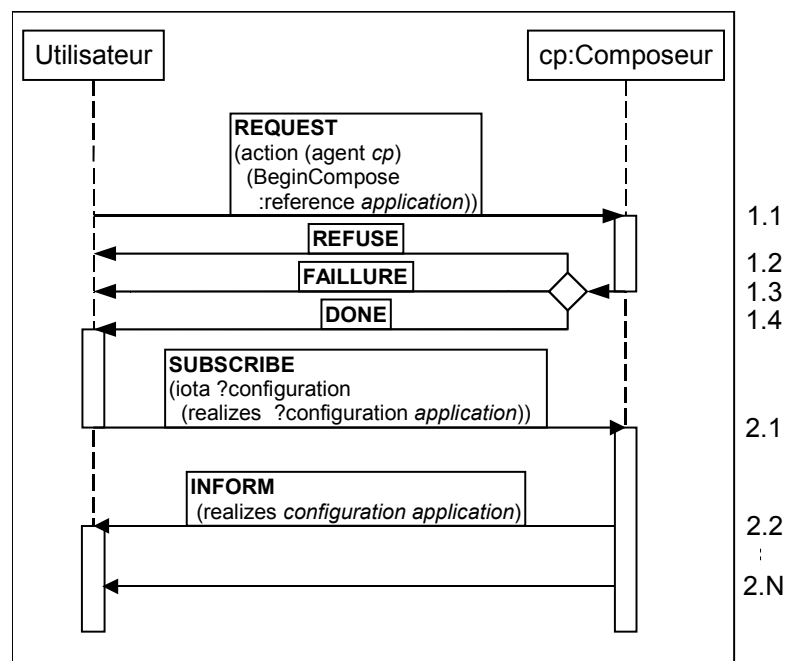 Utilisateur
cp:Composeur
REQUEST
(action (agent cp)
(BeginCompose
:reference application))
1.1
REFUSE
1.2
FAILLURE
1.3
DONE
1.4
SUBSCRIBE
(iota ?configuration
(realizes ?configuration application))
2.1
INFORM
(realizes configuration application)
2.2
2.N